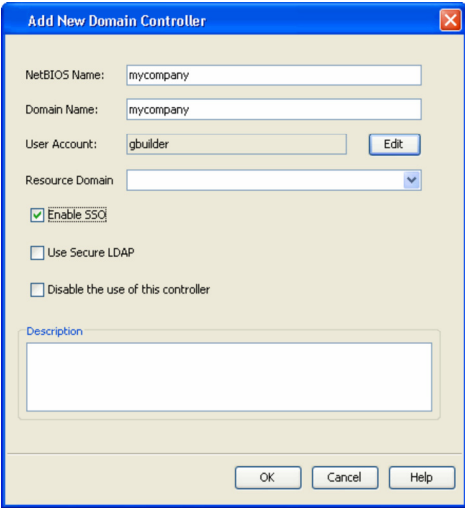 Add New Domain Controller
NetBIOS Name: mycompany
Domain Name: mycompany
User Account: gbuilder Edit
Resource Domain
Enable SSO
Use Secure LDAP
Disable the use of this controller
Description
OK Cancel Help